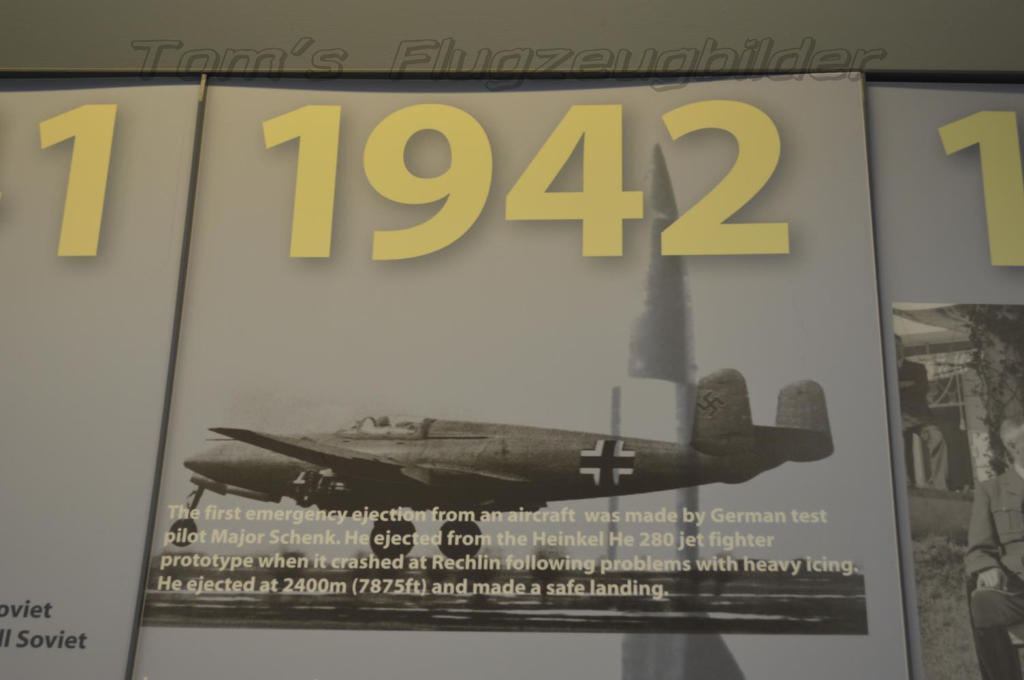 Tom's Flugzeugbilder
1
1942
1
The first emergency ejection from an aircraft was made by German test
pilot Major Schenk. He ejected from the Heinkel He 280 jet fighter
prototype when it crashed at Rechlin following problems with heavy icing.
He ejected at 2400m (7875ft) and made a safe landing.
oviet
ll Soviet